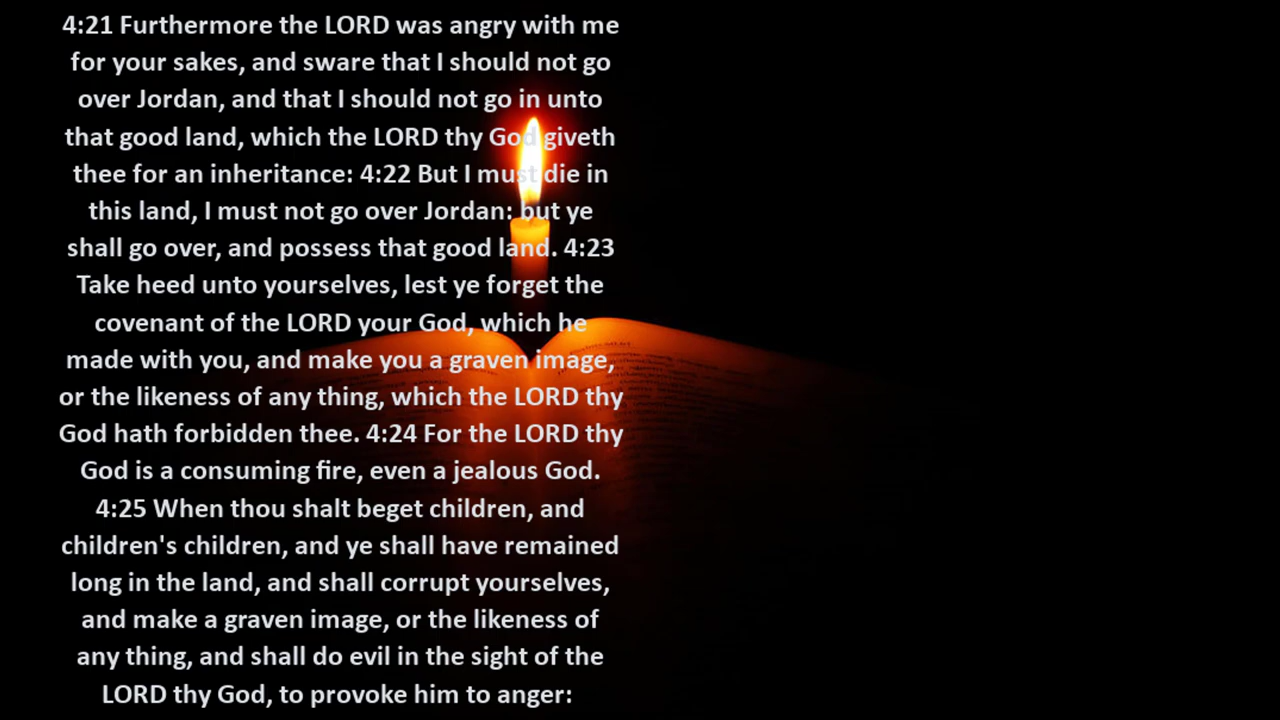 4:21 Furthermore the LORD was angry with me
for your sakes, and sware that I should not go
over Jordan, and that I should not go in unto
that good land, which the LORD thy God giveth
thee for an inheritance: 4:22 But I must die in
this land, I must not go over Jordan: but ye
shall go over, and possess that good land. 4:23
Take heed unto yourselves, lest ye forget the
covenant of the LORD your God, which he
made with you, and make you a graven image,
or the likeness of any thing, which the LORD thy
God hath forbidden thee. 4:24 For the LORD thy
God is a consuming fire, even a jealous God.
4:25 When thou shalt beget children, and
children's children, and ye shall have remained
long in the land, and shall corrupt yourselves,
and make a graven image, or the likeness of
any thing, and shall do evil in the sight of the
LORD thy God, to provoke him to anger: